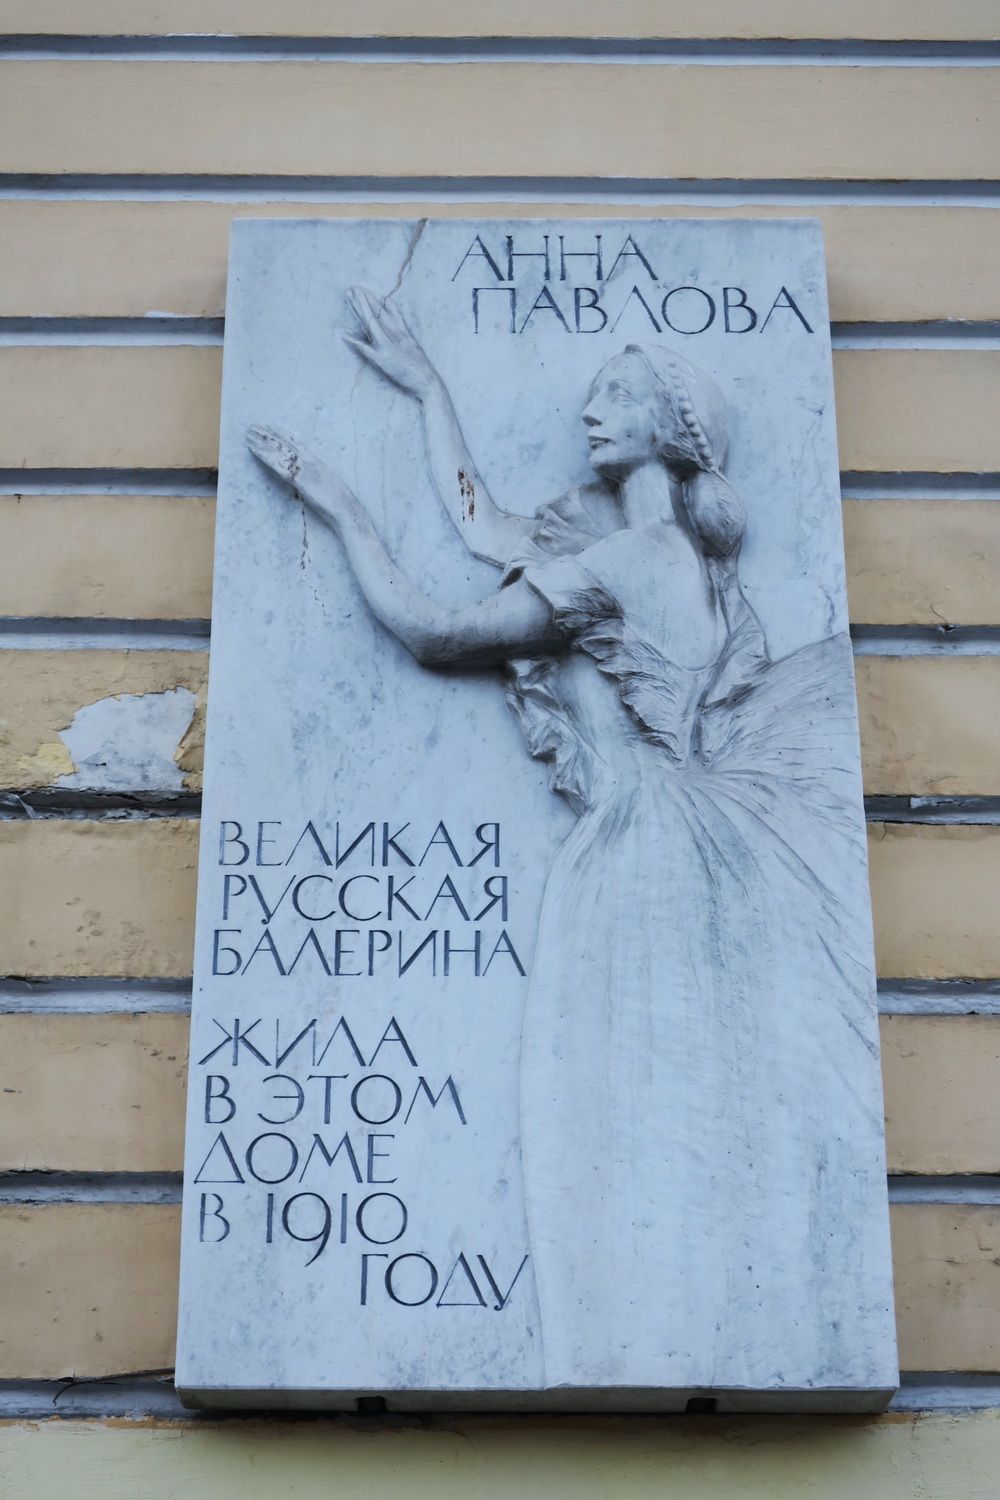 АННА
ПАВЛОВА
ВЕЛИКАЯ
РУССКАЯ
БАЛЕРИНА
ЖИЛА
В ЭТОМ
ДОМЕ
В 1910
ГОДУ